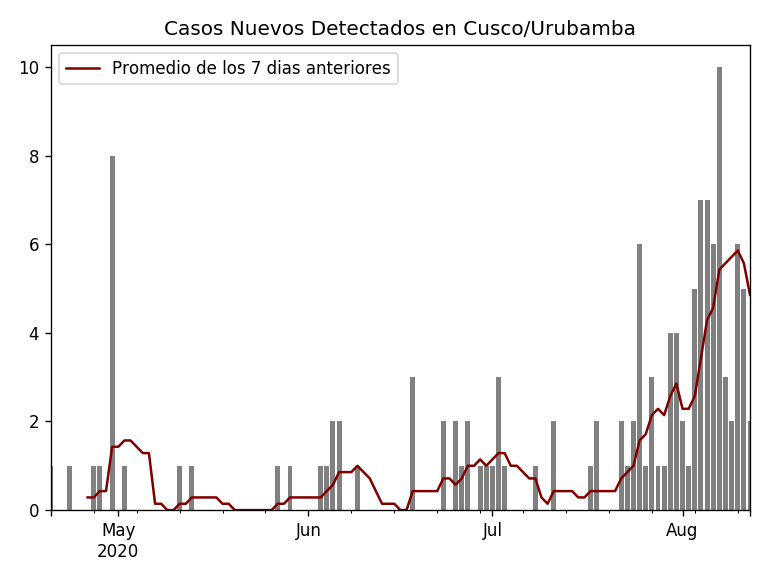 Casos Nuevos Detectados en Cusco/Urubamba
Promedio de los 7 dias anteriores
10
8
6
4
2
0
May Jun Jul Aug
2020